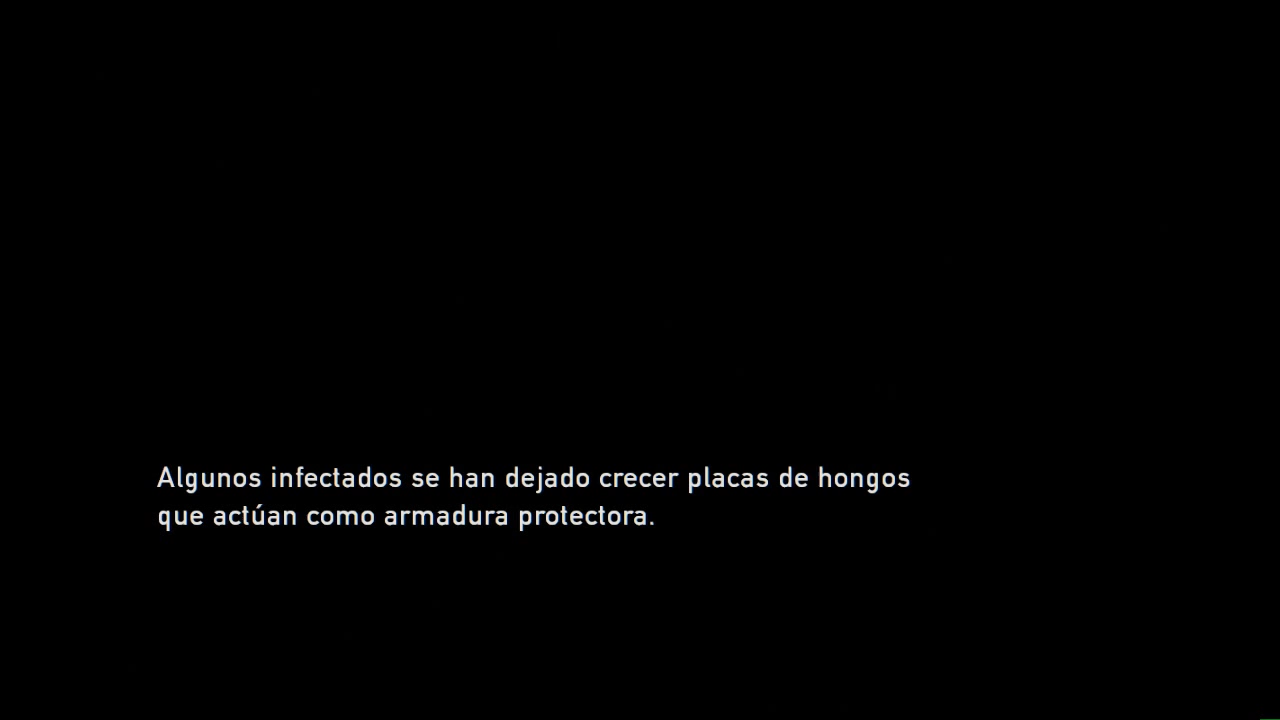 Algunos infectados se han dejado crecer placas de hongos
que actúan como armadura protectora.